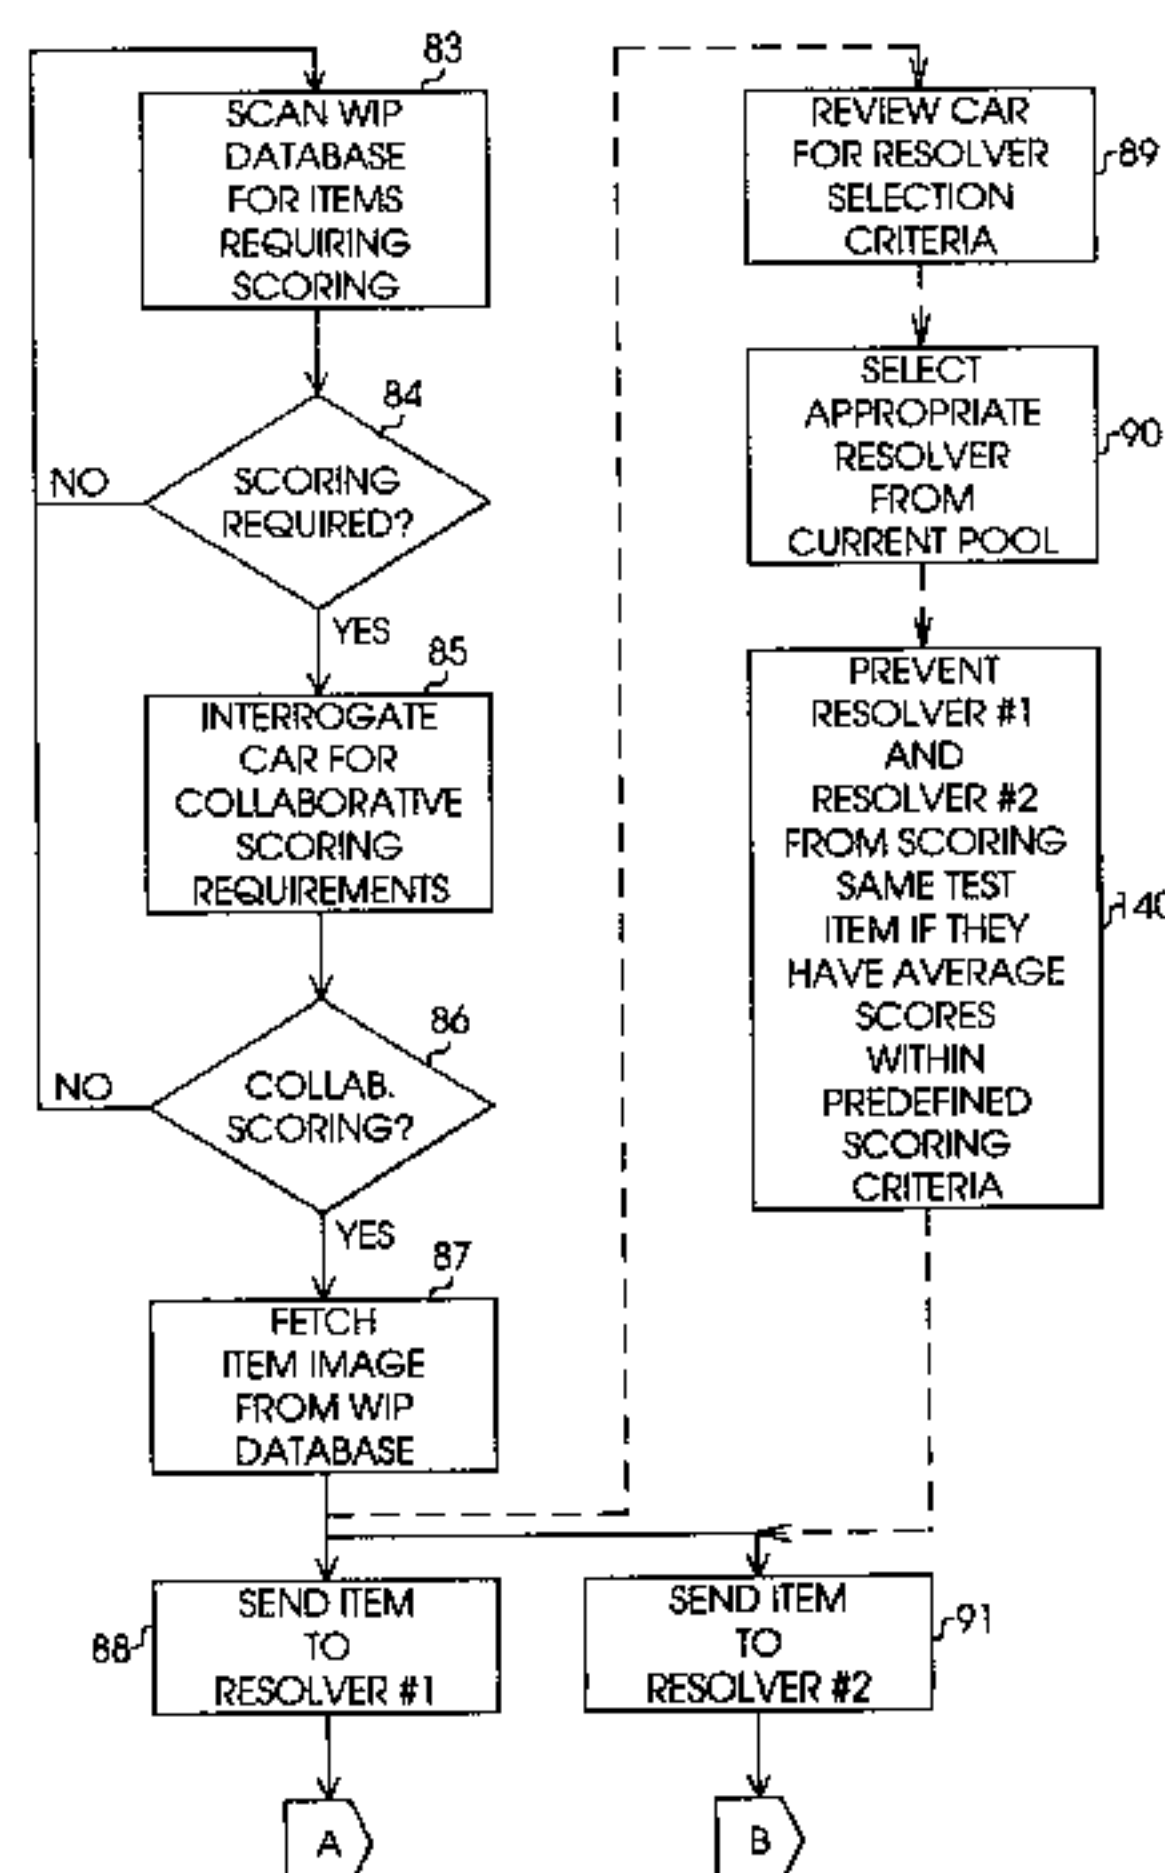 83
SCAN WIP
DATABASE
FOR ITEMS
REQUIRING
SCORING
84
NO
SCORING
REQUIRED?
YES
85
INTERROGATE
CAR FOR
COLLABORATIVE
SCORING
REQUIREMENTS
86
NO
COLLAB.
SCORING?
YES
87
FETCH
ITEM IMAGE
FROM WIP
DATABASE
88
SEND ITEM
TO
RESOLVER #1
A
REVIEW CAR
FOR RESOLVER
SELECTION
CRITERIA
89
SELECT
APPROPRIATE
RESOLVER
FROM
CURRENT POOL
90
PREVENT
RESOLVER #1
AND
RESOLVER #2
FROM SCORING
SAME TEST
ITEM IF THEY
HAVE AVERAGE
SCORES
WITHIN
PREDEFINED
SCORING
CRITERIA
140
SEND ITEM
TO
RESOLVER #2
91
B